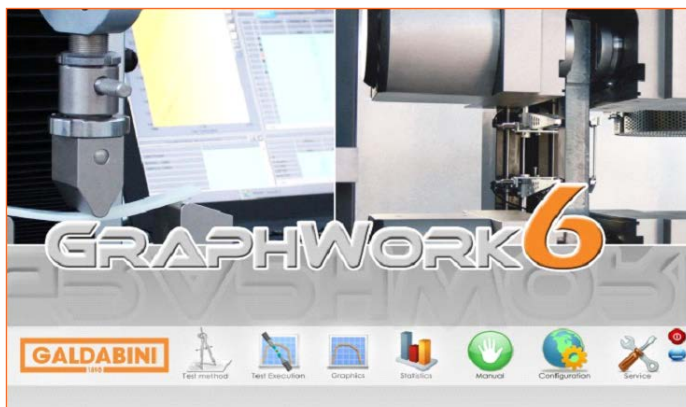 GRAPHWORK6
GALDABINI
1890
Test method
Test Execution
Graphics
Statistics
Manual
Configuration
Service